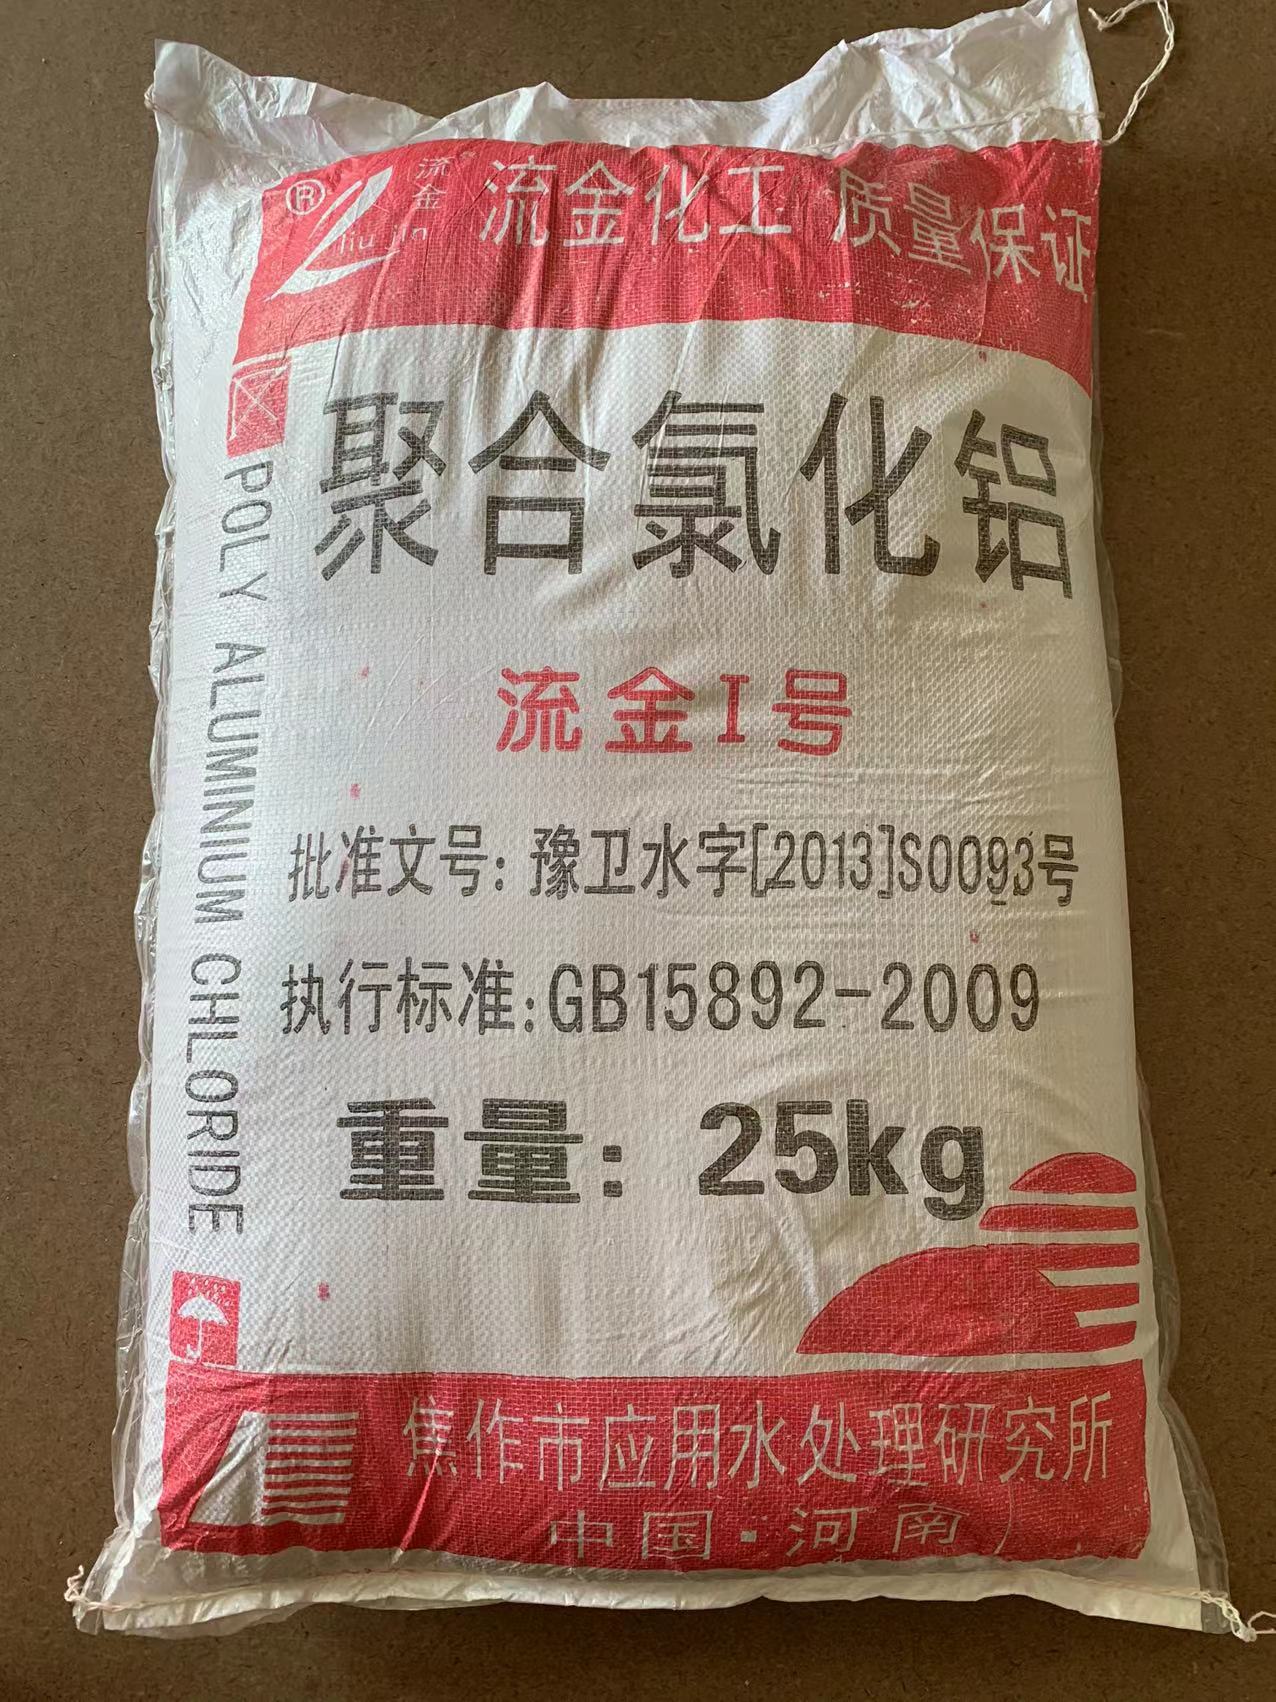 ® liu jin 流金® 流金化工 质量保证
聚合氯化铝
流金I号
批准文号:豫卫水字[2013]S0093号
执行标准:GB15892-2009
重量:25kg
POLY ALUMINIUM CHLORIDE
焦作市应用水处理研究所
中国·河南